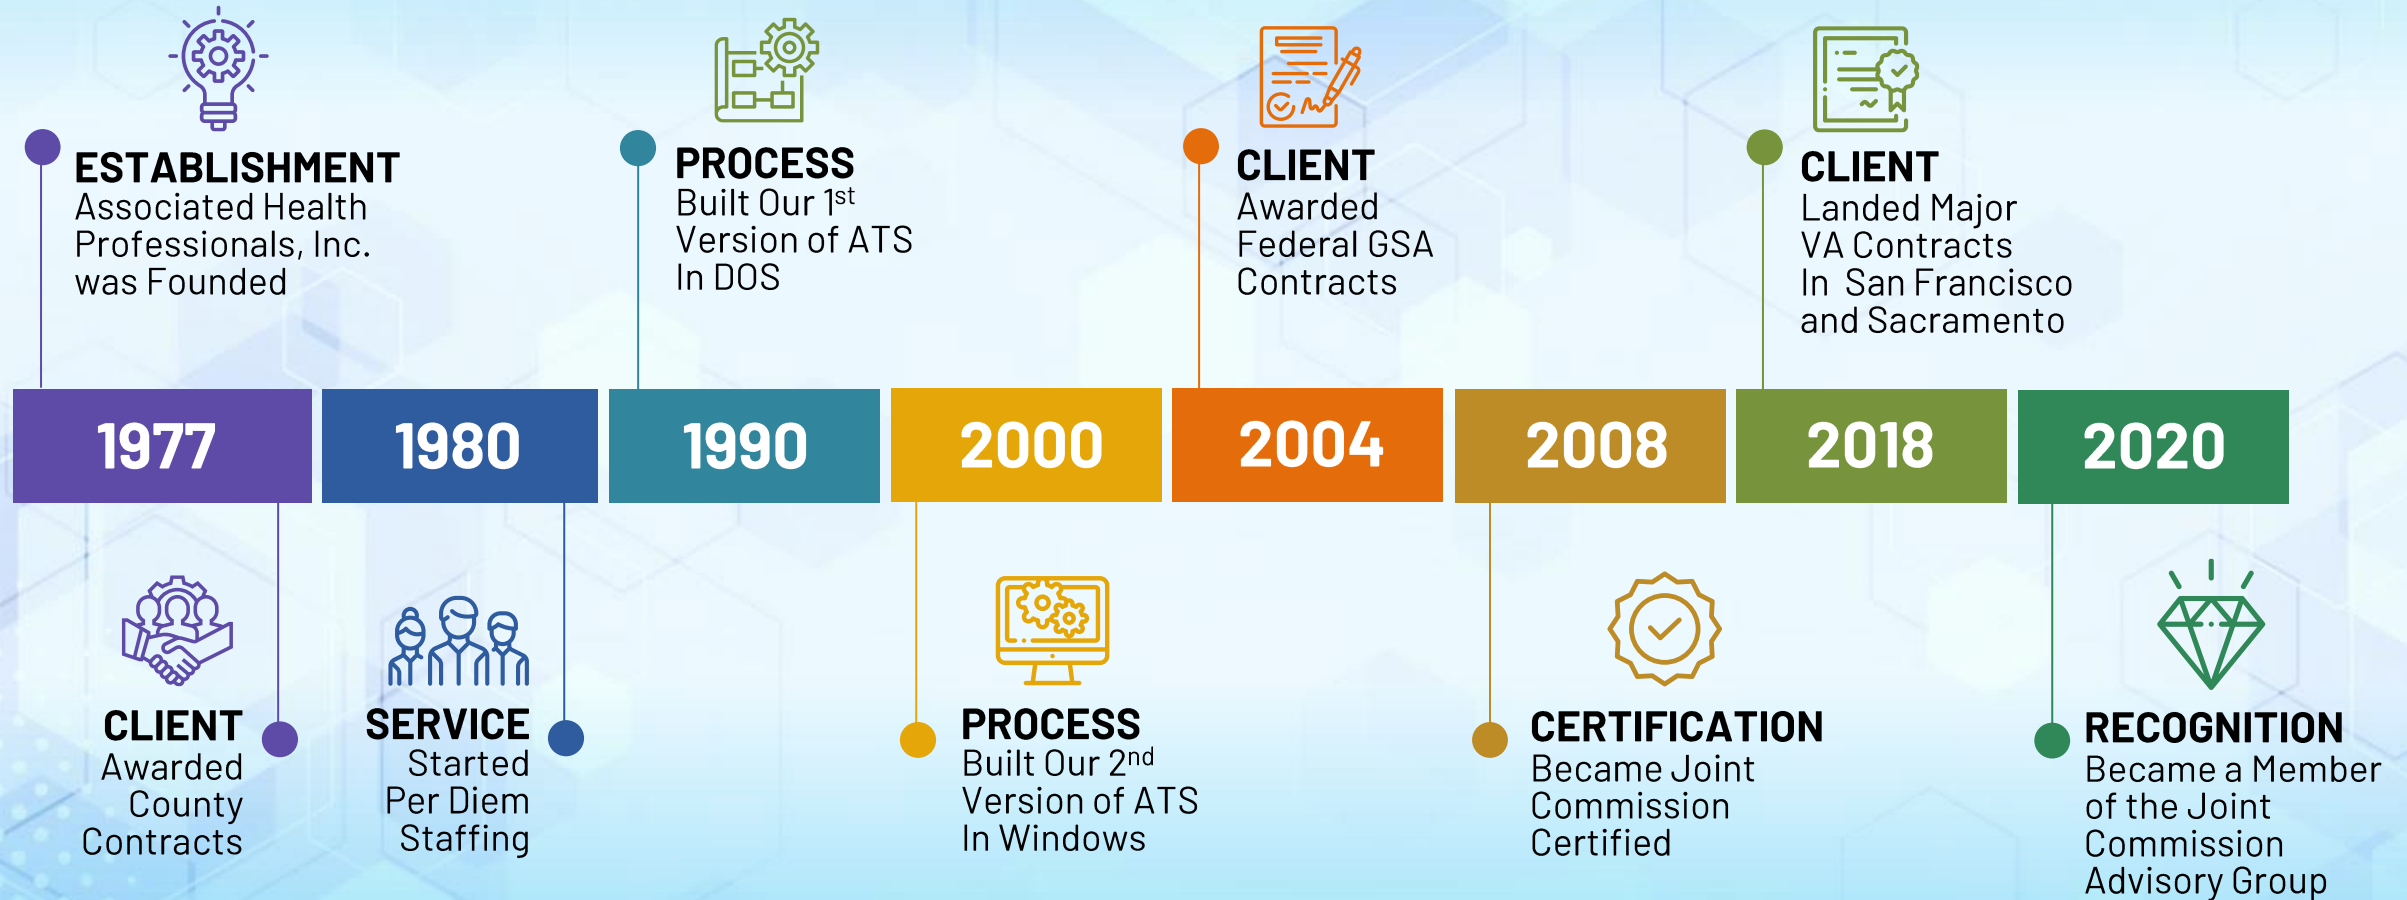 ESTABLISHMENT
Associated Health
Professionals, Inc.
was Founded
PROCESS
Built Our 1st
Version of ATS
In DOS
CLIENT
Awarded
Federal GSA
Contracts
CLIENT
Landed Major
VA Contracts
In San Francisco
and Sacramento
1977
1980
1990
2000
2004
2008
2018
2020
CLIENT
Awarded
County
Contracts
SERVICE
Started
Per Diem
Staffing
PROCESS
Built Our 2nd
Version of ATS
In Windows
CERTIFICATION
Became Joint
Commission
Certified
RECOGNITION
Became a Member
of the Joint
Commission
Advisory Group